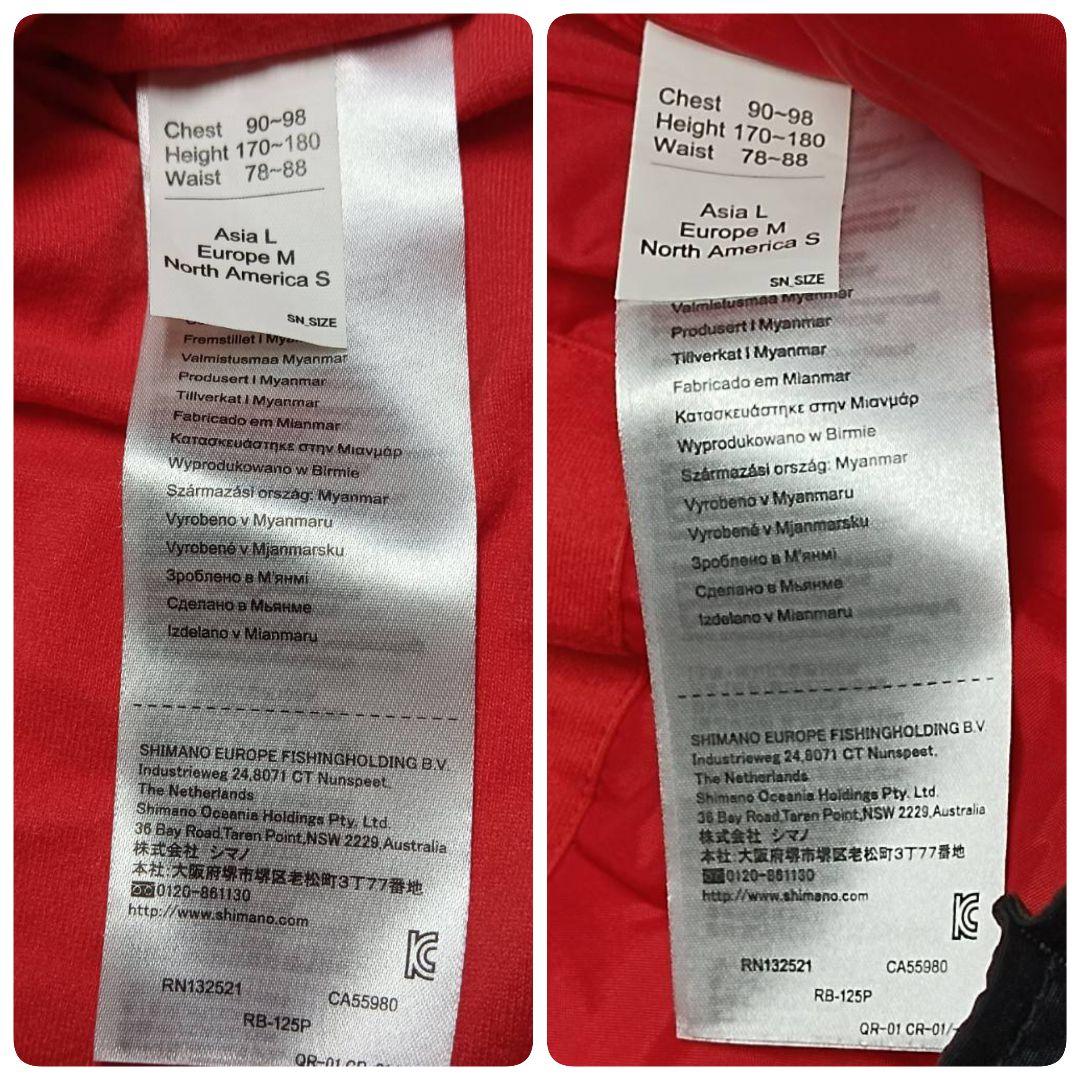 Chest 90~98
Height 170~180
Waist 78~88
Asia L
Europe M
North America S
SN_SIZE
Fremstillet I
Valmistusmaa Myanmar
Produsert I Myanmar
Tillverkat I Myanmar
Fabricado em Mianmar
Κατασκευάστηκε στην Μιανμάρ
Wyprodukowano w Birmie
Származási ország: Myanmar
Vyrobeno v Myanmaru
Vyrobené v Mjanmarsku
Зроблено в М'янмі
Сделано в Мьянме
Izdelano v Mianmaru
SHIMANO EUROPE FISHINGHOLDING B.V.
Industrieweg 24,8071 CT Nunspeet,
The Netherlands
Shimano Oceania Holdings Pty. Ltd.
36 Bay Road,Taren Point,NSW 2229,Australia
株式会社 シマノ
本社:大阪府堺市堺区老松町3丁77番地
0120-861130
http://www.shimano.com
RN132521 CA55980
RB-125P
QR-01
Chest 90~98
Height 170~180
Waist 78~88
Asia L
Europe M
North America S
SN_SIZE
Valmistusmaa Myanmar
Produsert I Myanmar
Tillverkat I Myanmar
Fabricado em Mianmar
Κατασκευάστηκε στην Μιανμάρ
Wyprodukowano w Birmie
Származási ország: Myanmar
Vyrobeno v Myanmaru
Vyrobené v Mjanmarsku
Зроблено в М'янмі
Сделано в Мьянме
Izdelano v Mianmaru
SHIMANO EUROPE FISHINGHOLDING B.V.
Industrieweg 24,8071 CT Nunspeet,
The Netherlands
Shimano Oceania Holdings Pty. Ltd.
36 Bay Road,Taren Point,NSW 2229,Australia
株式会社 シマノ
本社:大阪府堺市堺区老松町3丁77番地
0120-861130
http://www.shimano.com
RN132521 CA55980
RB-125P
QR-01 CR-01/-